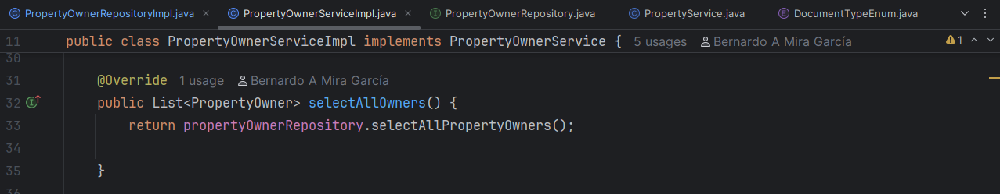 PropertyOwnerRepositoryImpl.java PropertyOwnerServiceImpl.java PropertyOwnerRepository.java PropertyService.java DocumentTypeEnum.java
11 public class PropertyOwnerServiceImpl implements PropertyOwnerService { 5 usages Bernardo A Mira García 1
30
31 @Override 1 usage Bernardo A Mira García
32 public List<PropertyOwner> selectAllOwners() {
33 return propertyOwnerRepository.selectAllPropertyOwners();
34
35 }
36